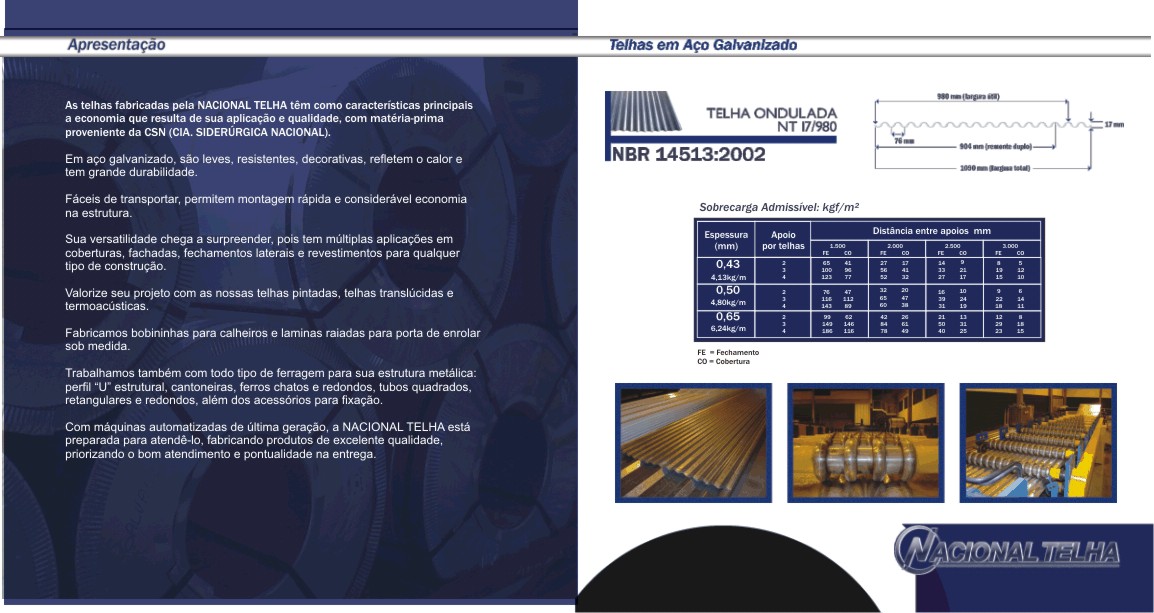 Apresentação
As telhas fabricadas pela NACIONAL TELHA têm como características principais
a economia que resulta de sua aplicação e qualidade, com matéria-prima
proveniente da CSN (CIA. SIDERÚRGICA NACIONAL).
Em aço galvanizado, são leves, resistentes, decorativas, refletem o calor e
tem grande durabilidade.
Fáceis de transportar, permitem montagem rápida e considerável economia
na estrutura.
Sua versatilidade chega a surpreender, pois tem múltiplas aplicações em
coberturas, fachadas, fechamentos laterais e revestimentos para qualquer
tipo de construção.
Valorize seu projeto com as nossas telhas pintadas, telhas translúcidas e
termoacústicas.
Fabricamos bobininhas para calheiros e laminas raiadas para porta de enrolar
sob medida.
Trabalhamos também com todo tipo de ferragem para sua estrutura metálica:
perfil “U” estrutural, cantoneiras, ferros chatos e redondos, tubos quadrados,
retangulares e redondos, além dos acessórios para fixação.
Com máquinas automatizadas de última geração, a NACIONAL TELHA está
preparada para atendê-lo, fabricando produtos de excelente qualidade,
priorizando o bom atendimento e pontualidade na entrega.
Telhas em Aço Galvanizado
TELHA ONDULADA
NT 17/980
NBR 14513:2002
980 mm (largura útil)
17 mm
76 mm
904 mm (remonte duplo)
1090 mm (largura total)
Sobrecarga Admissível: kgf/m²
Espessura (mm) Apoio por telhas Distância entre apoios mm
1.500 2.000 2.500 3.000
FE CO FE CO FE CO FE CO
0,43 2 65 41 27 17 14 9 8 5
3 100 96 56 41 33 21 19 12
4,13kg/m 4 123 77 52 32 27 17 15 10
0,50 2 76 47 32 20 16 10 9 6
4,80kg/m 3 116 112 65 47 39 24 22 14
4 143 89 60 38 31 19 18 11
0,65 2 99 62 42 26 21 13 12 8
6,24kg/m 3 149 146 84 61 50 31 29 18
4 186 116 78 49 40 25 23 15
FE = Fechamento
CO = Cobertura
NACIONAL TELHA